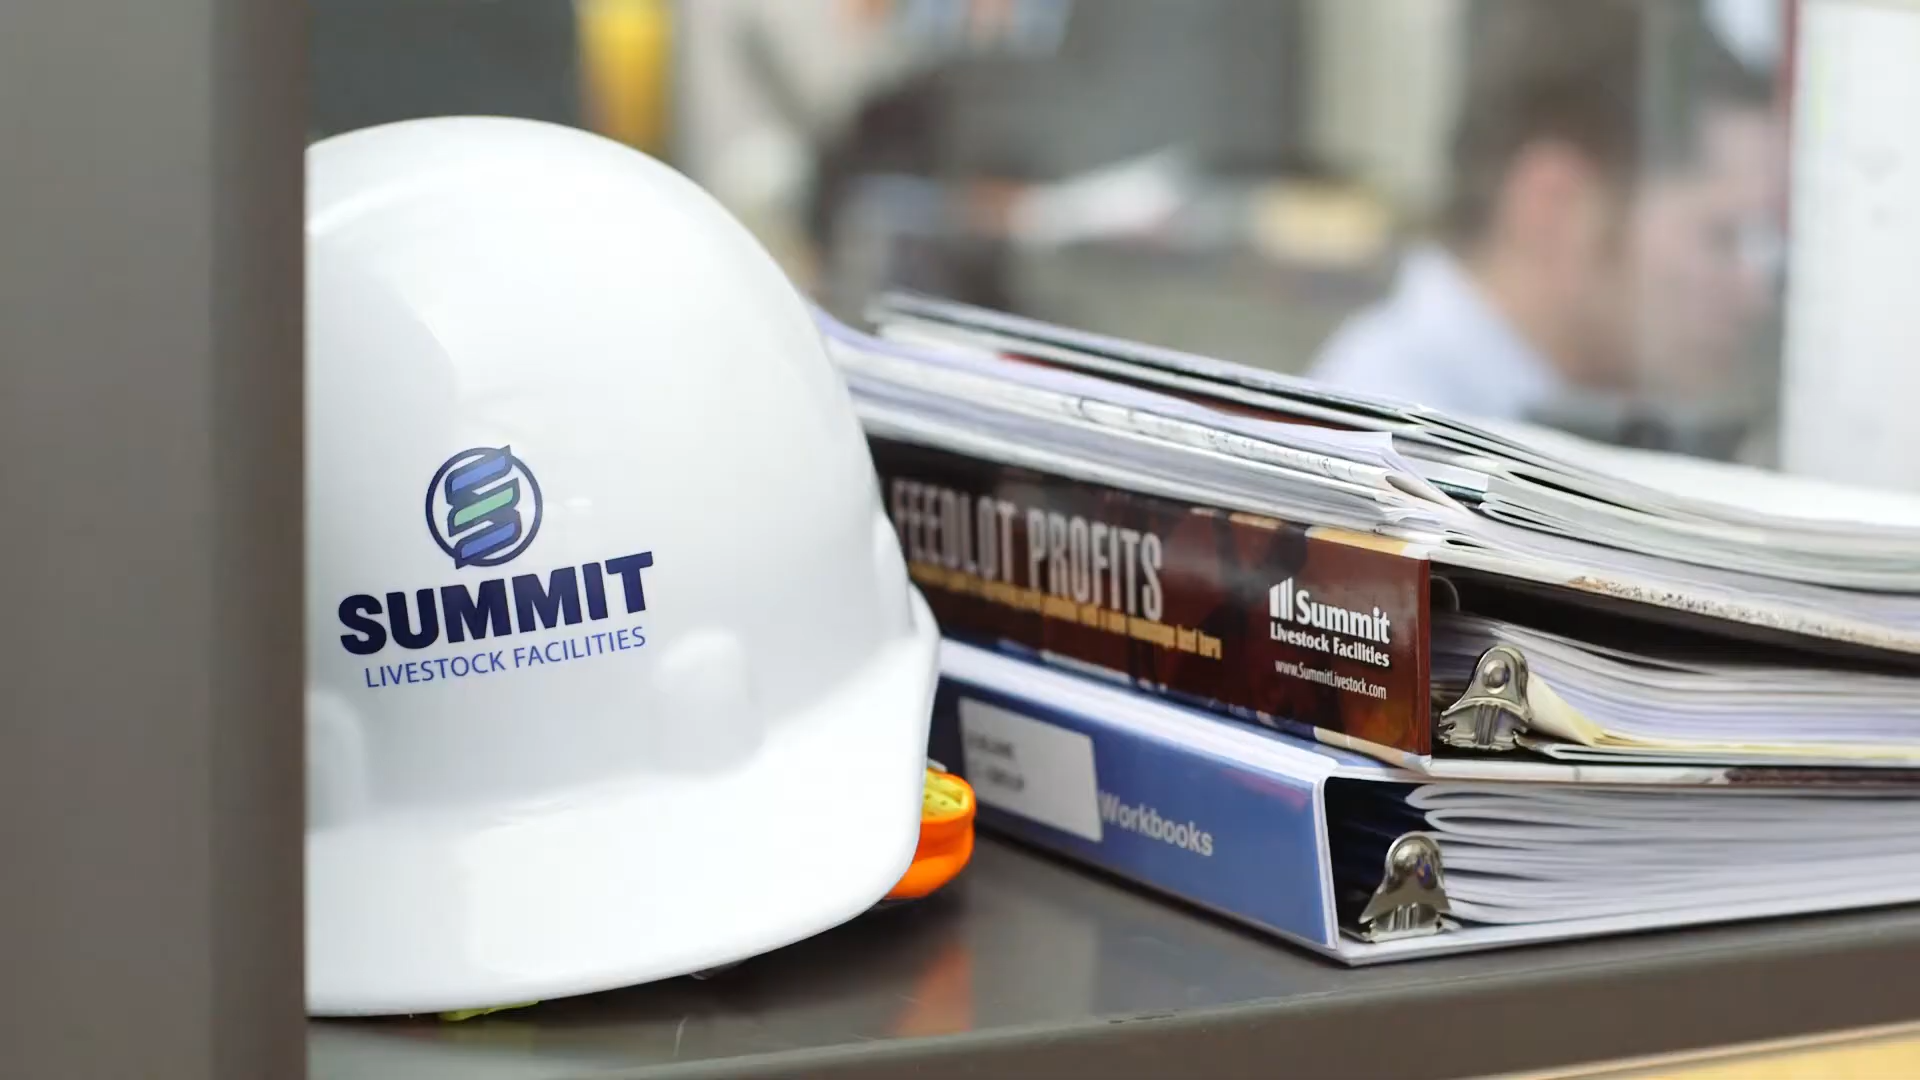 SUMMIT
LIVESTOCK FACILITIES
FEEDLOT PROFITS
Summit
Livestock Facilities
www.SummitLivestock.com
Workbooks